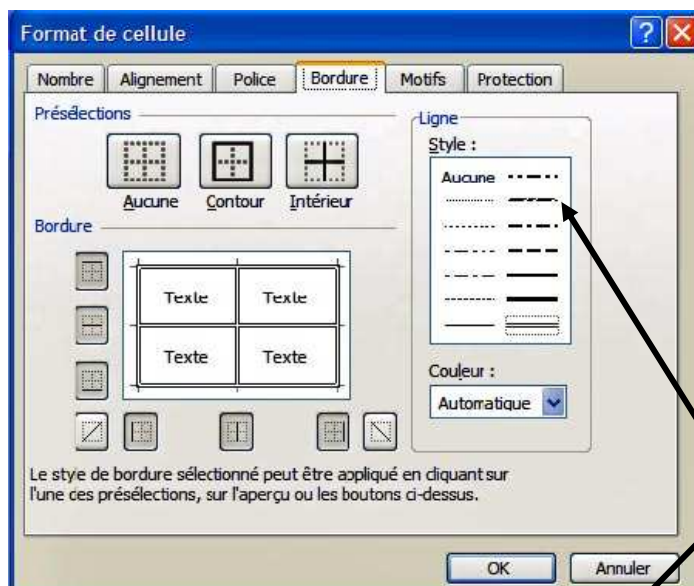 Format de cellule
Nombre Alignement Police Bordure Motifs Protection
Présélections
Aucune Contour Intérieur
Bordure
Texte Texte
Texte Texte
Ligne
Style :
Aucune
Couleur :
Automatique
Le style de bordure sélectionné peut être appliqué en cliquant sur
l'une des présélections, sur l'aperçu ou les boutons ci-dessus.
OK Annuler